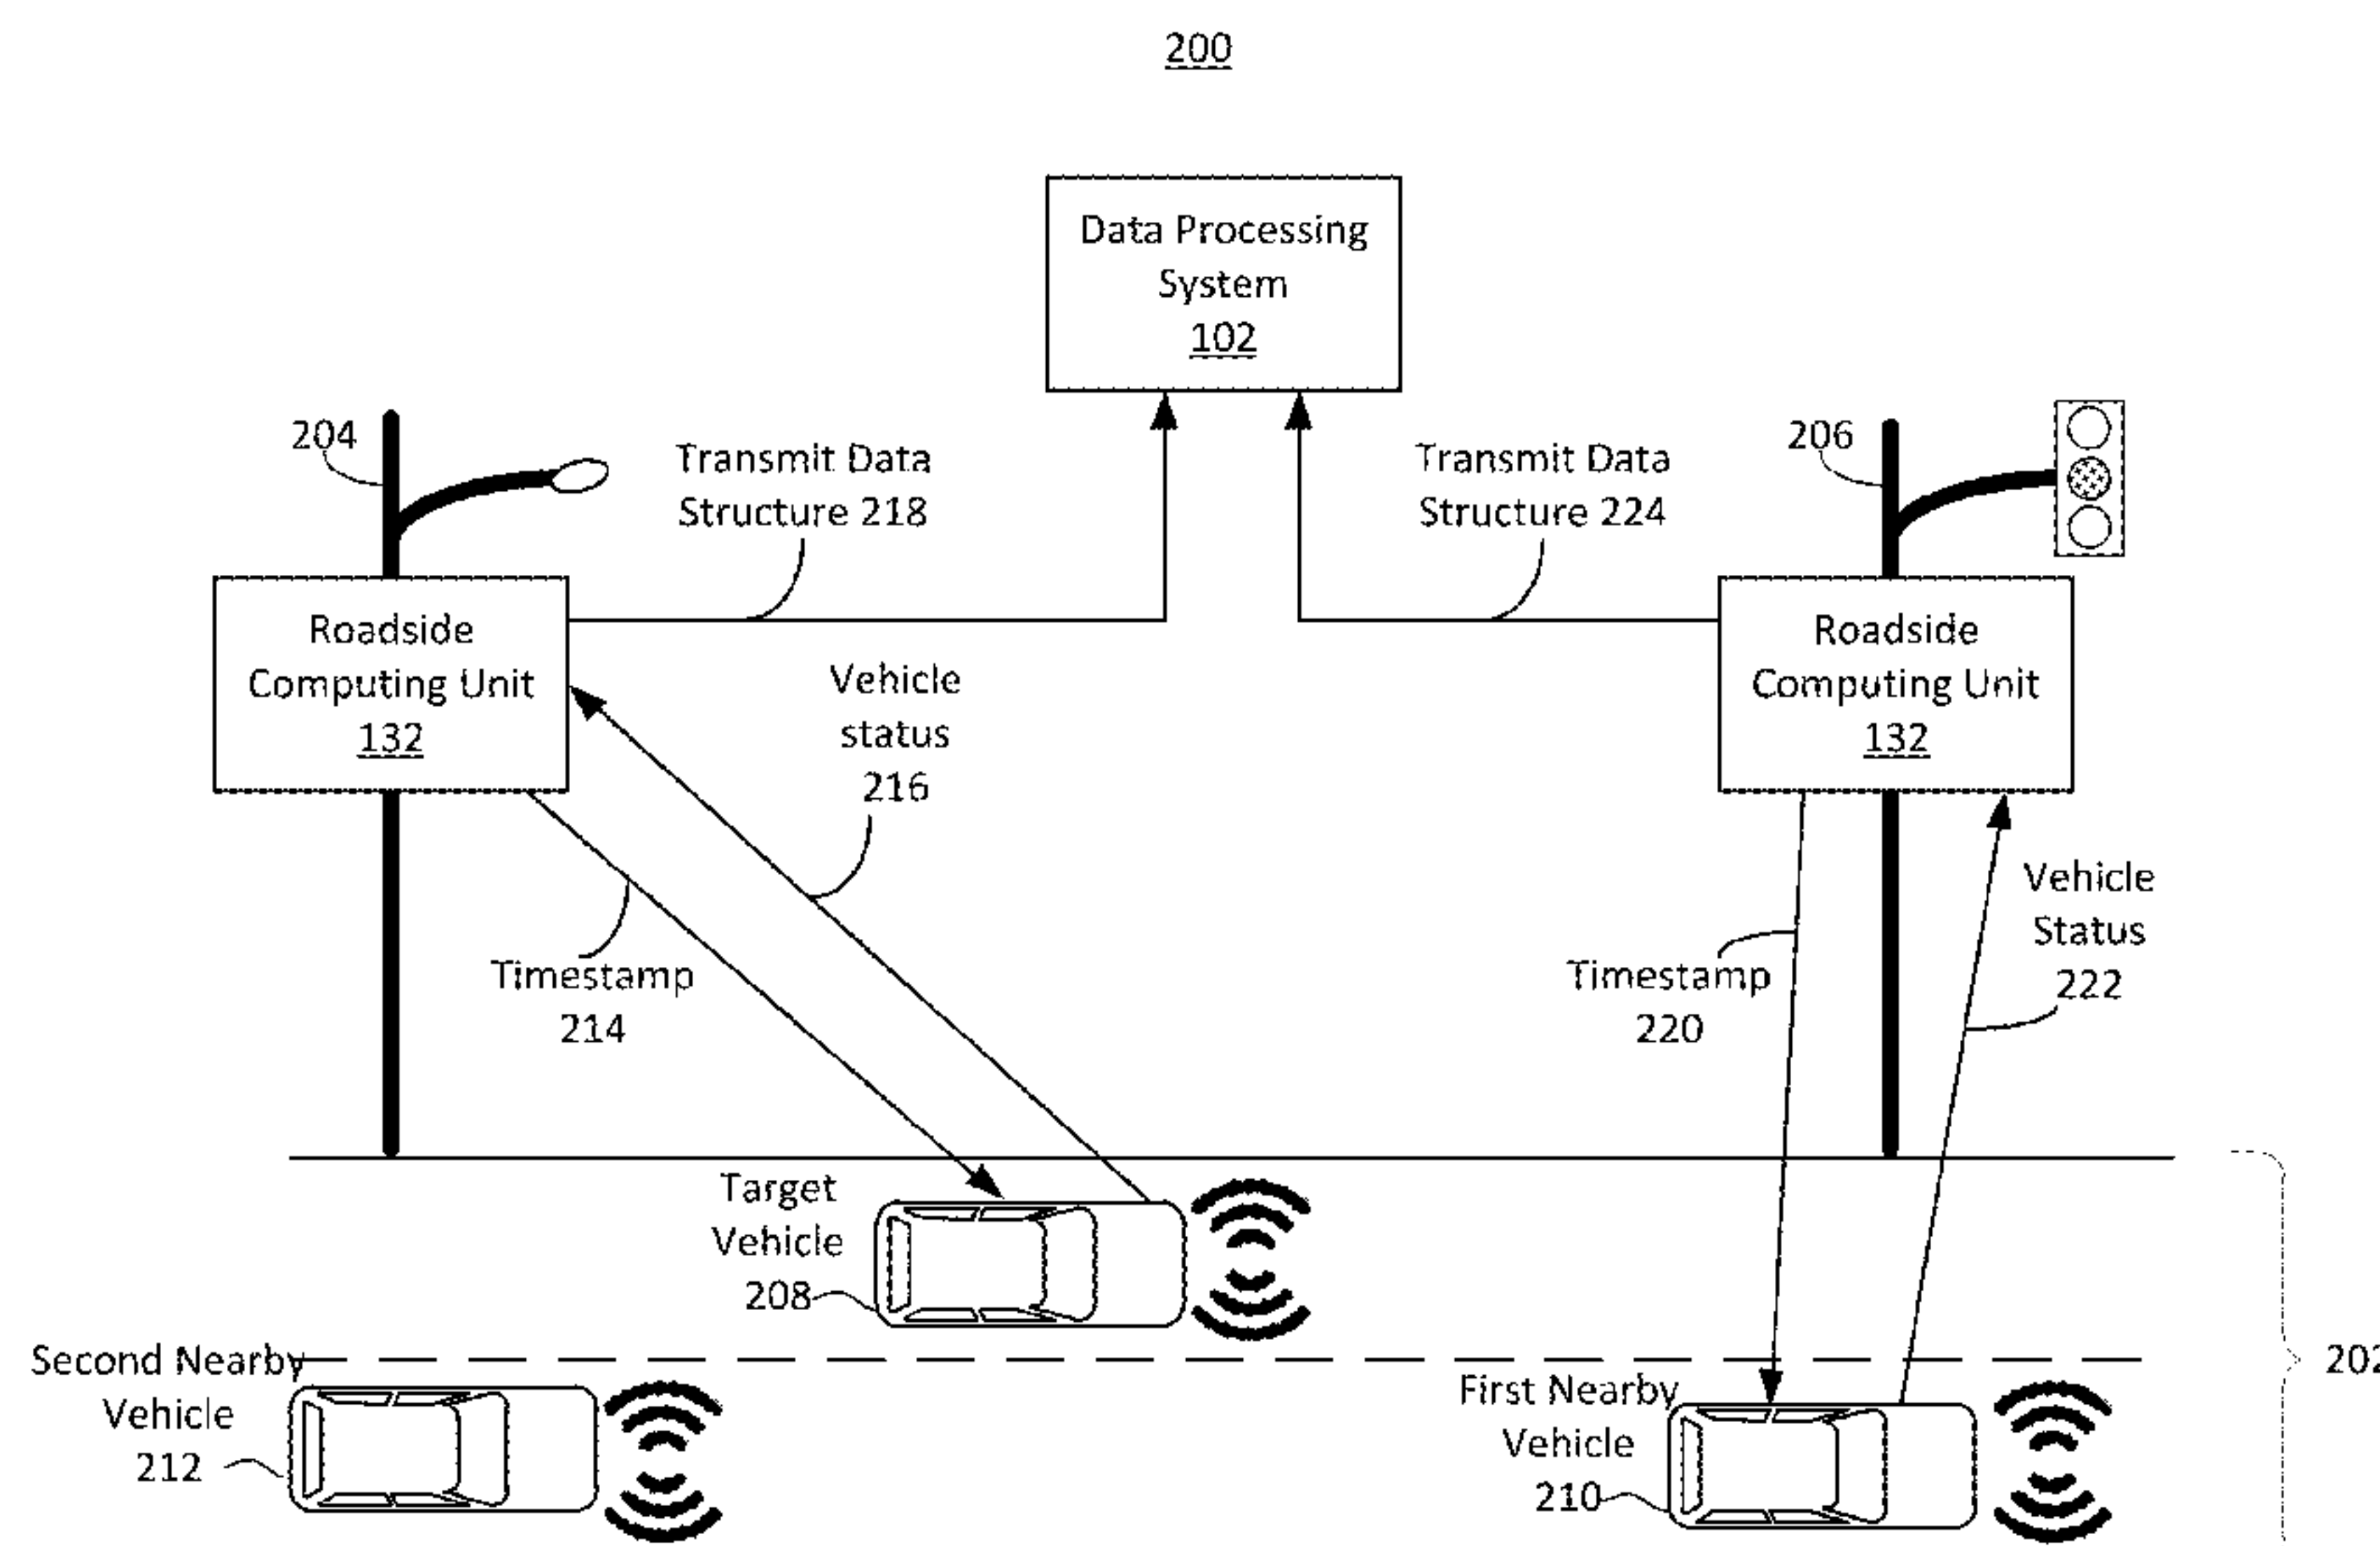 200
Data Processing
System
102
204
Transmit Data
Structure 218
Transmit Data
Structure 224
206
Roadside
Computing Unit
132
Vehicle
status
216
Roadside
Computing Unit
132
Timestamp
214
Timestamp
220
Vehicle
Status
222
Target
Vehicle
208
Second Nearby
Vehicle
212
First Nearby
Vehicle
210
202